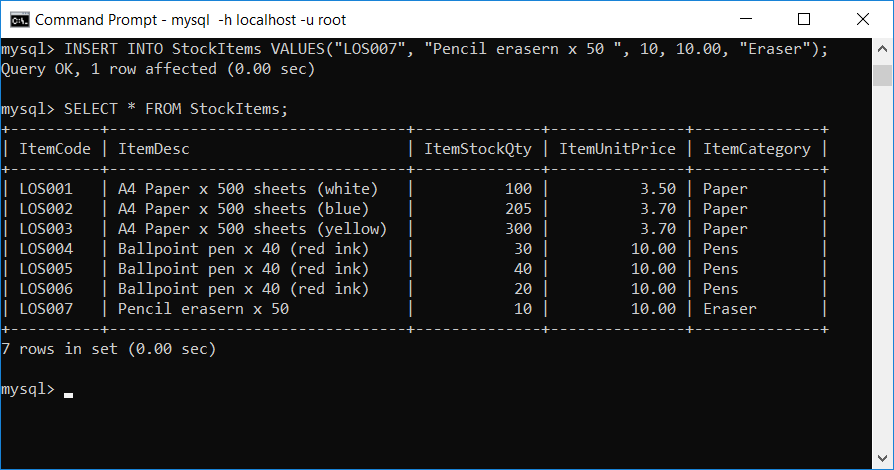 Command Prompt - mysql  -h localhost -u root
mysql> INSERT INTO StockItems VALUES("LOS007", "Pencil erasern x 50 ", 10, 10.00, "Eraser");
Query OK, 1 row affected (0.00 sec)
mysql> SELECT * FROM StockItems;
+----------+---------------------------------+--------------+---------------+--------------+
| ItemCode | ItemDesc                        | ItemStockQty | ItemUnitPrice | ItemCategory |
+----------+---------------------------------+--------------+---------------+--------------+
| LOS001   | A4 Paper x 500 sheets (white)   |          100 |          3.50 | Paper        |
| LOS002   | A4 Paper x 500 sheets (blue)    |          205 |          3.70 | Paper        |
| LOS003   | A4 Paper x 500 sheets (yellow)  |          300 |          3.70 | Paper        |
| LOS004   | Ballpoint pen x 40 (red ink)    |           30 |         10.00 | Pens         |
| LOS005   | Ballpoint pen x 40 (red ink)    |           40 |         10.00 | Pens         |
| LOS006   | Ballpoint pen x 40 (red ink)    |           20 |         10.00 | Pens         |
| LOS007   | Pencil erasern x 50             |           10 |         10.00 | Eraser       |
+----------+---------------------------------+--------------+---------------+--------------+
7 rows in set (0.00 sec)
mysql> _